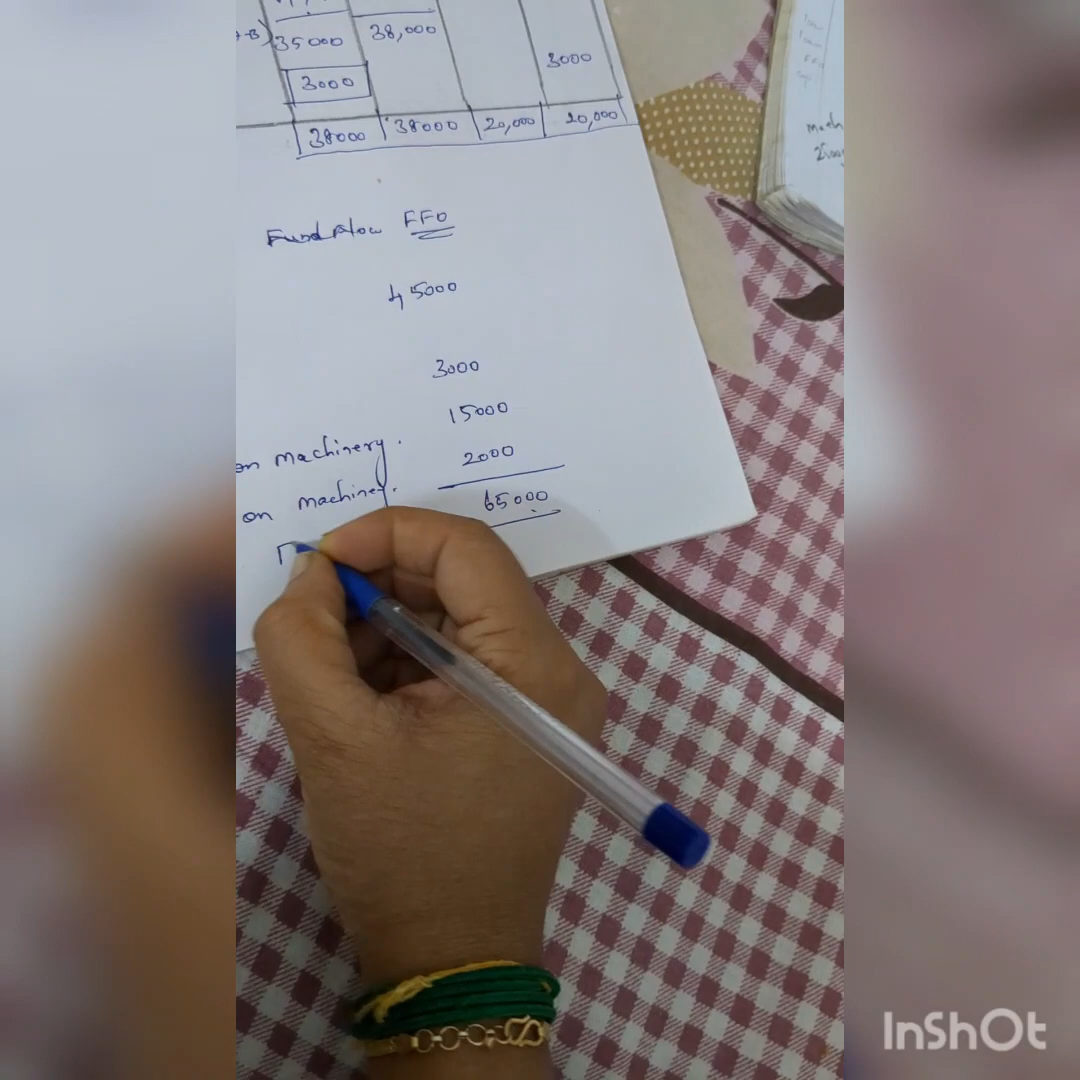 35000 38,000
3000
3000
38000 38000 20,000 20,000
Fund Flow FFO
45000
3000
15000
on machinery. 2000
on machinery. 65000
InShOt